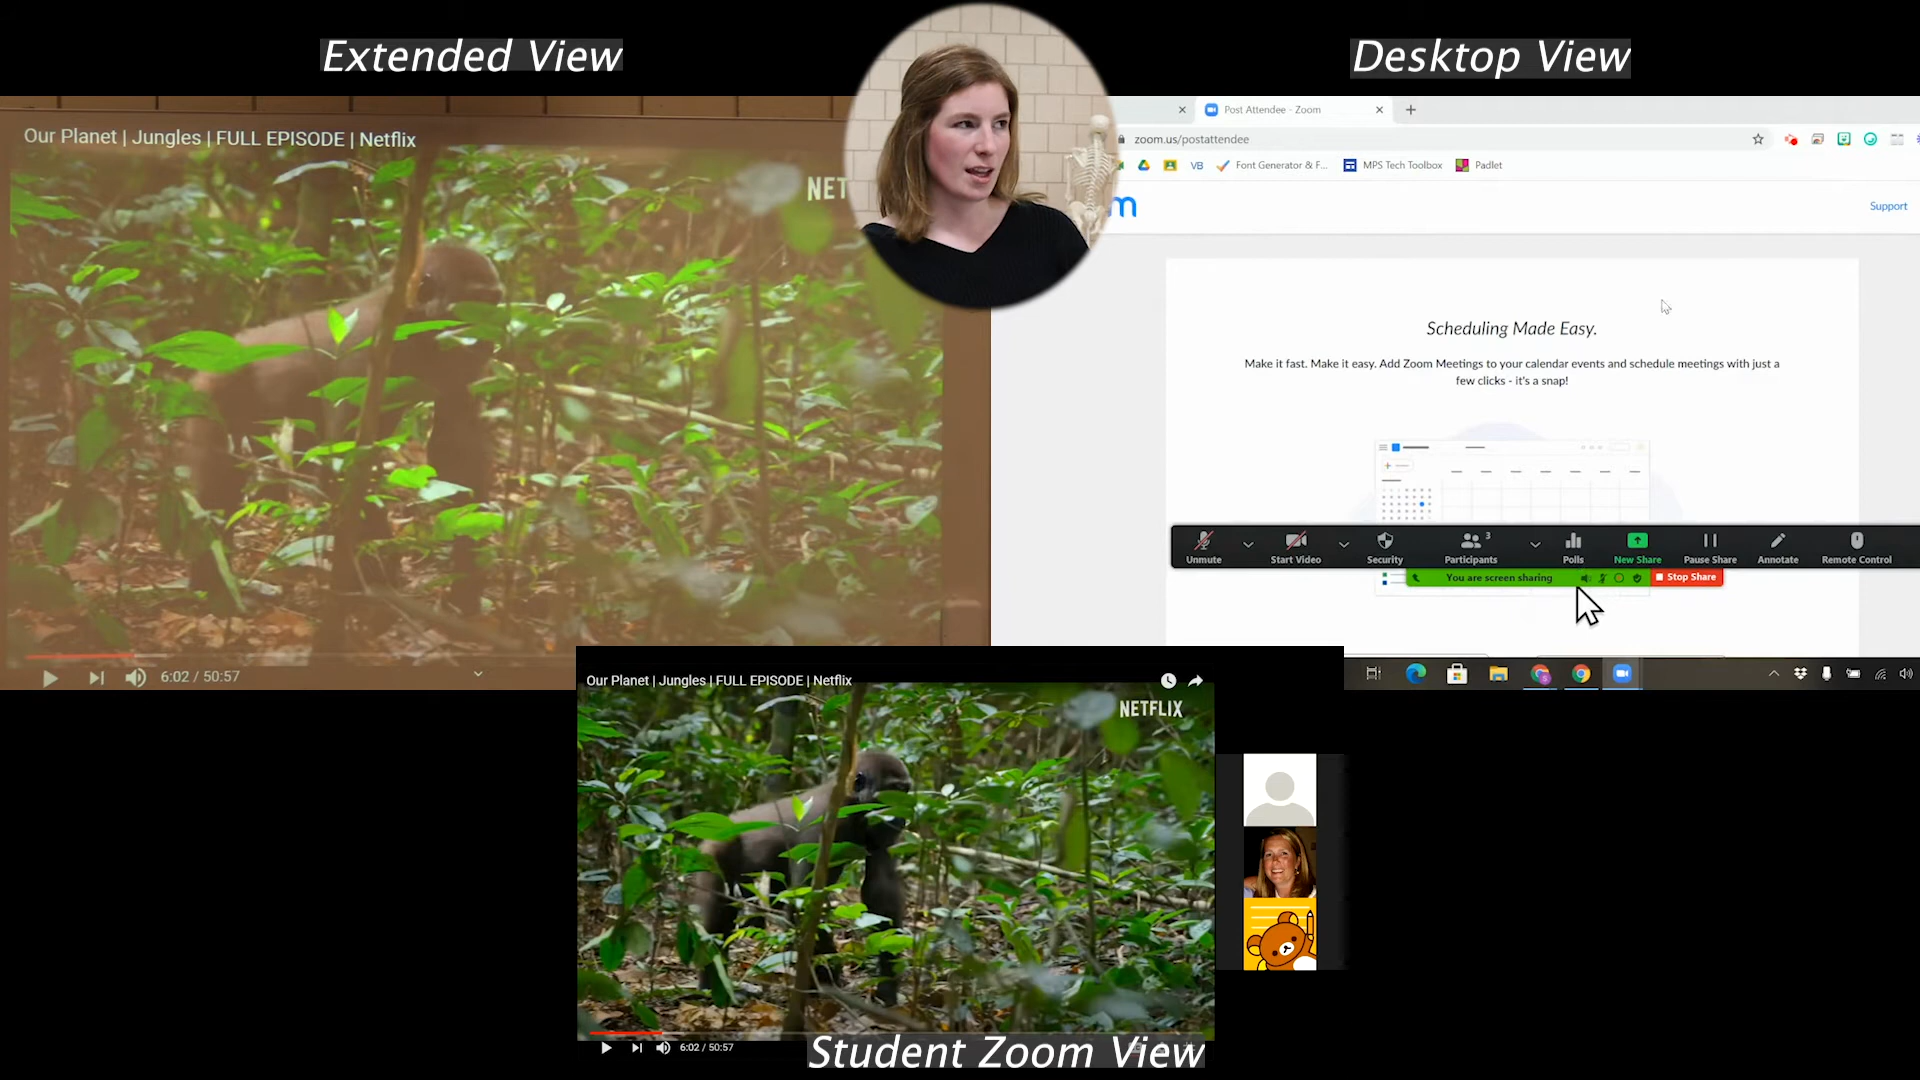 Extended View
Desktop View
Our Planet | Jungles | FULL EPISODE | Netflix
NET
6:02 / 50:57
Post Attendee - Zoom
zoom.us/postattendee
VB
Font Generator & F...
MPS Tech Toolbox
Padlet
m
Support
Scheduling Made Easy.
Make it fast. Make it easy. Add Zoom Meetings to your calendar events and schedule meetings with just a
few clicks - it's a snap!
3
Unmute
Start Video
Security
Participants
Polls
New Share
Pause Share
Annotate
Remote Control
You are screen sharing
Stop Share
Our Planet | Jungles | FULL EPISODE | Netflix
NETFLIX
6:02 / 50:57
Student Zoom View